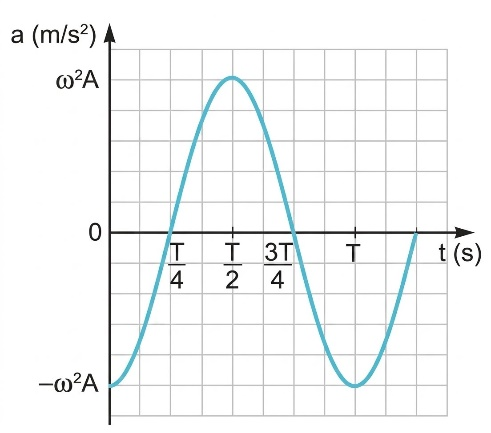 a (m/s²)
ω²A
0
T/4
T/2
3T/4
T
t (s)
−ω²A